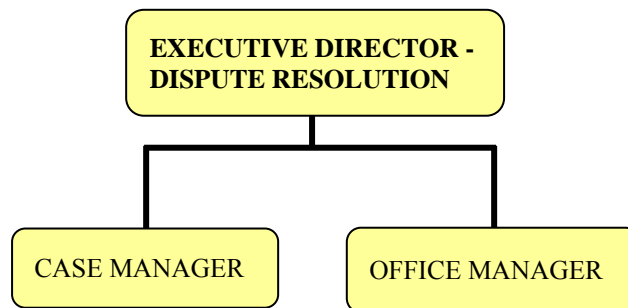 EXECUTIVE DIRECTOR -
DISPUTE RESOLUTION
CASE MANAGER
OFFICE MANAGER